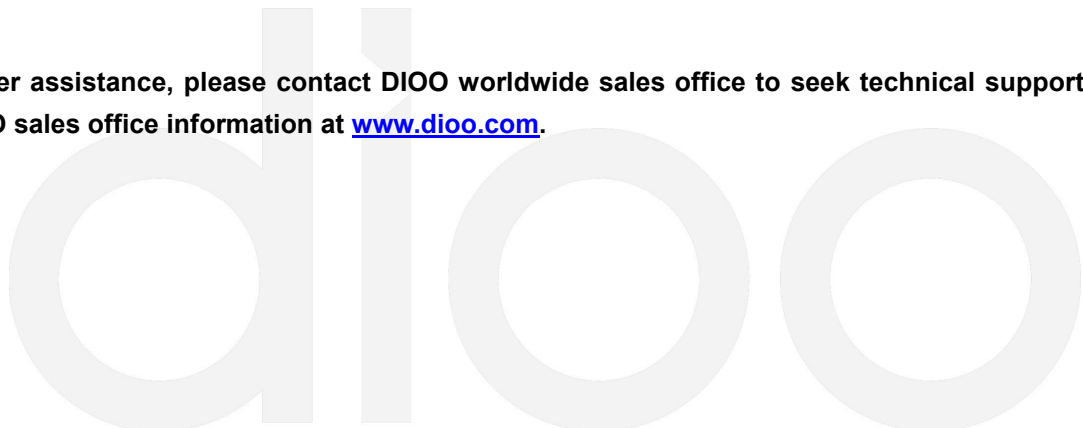 er assistance, please contact DIOO worldwide sales office to seek technical support
sales office information at www.dioo.com.
dioo